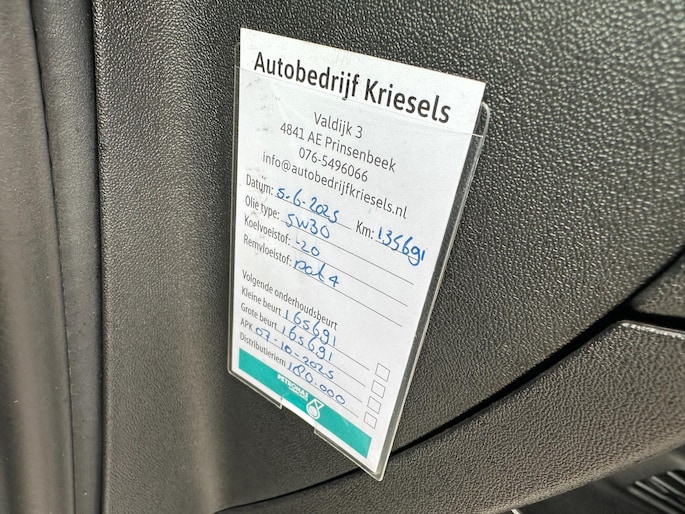 Autobedrijf Kriesels
Valdijk 3
4841 AE Prinsenbeek
076-5496066
info@autobedrijfkriesels.nl
Datum: 5-6-2025 Km: 135691
Olie type: 5W30
Koelvloeistof: -20
Remvloeistof: Dot 4
Volgende onderhoudsbeurt
Kleine beurt 165691
Grote beurt 165691
APK 07-10-2025
Distributieriem 180.000
PETRONAS